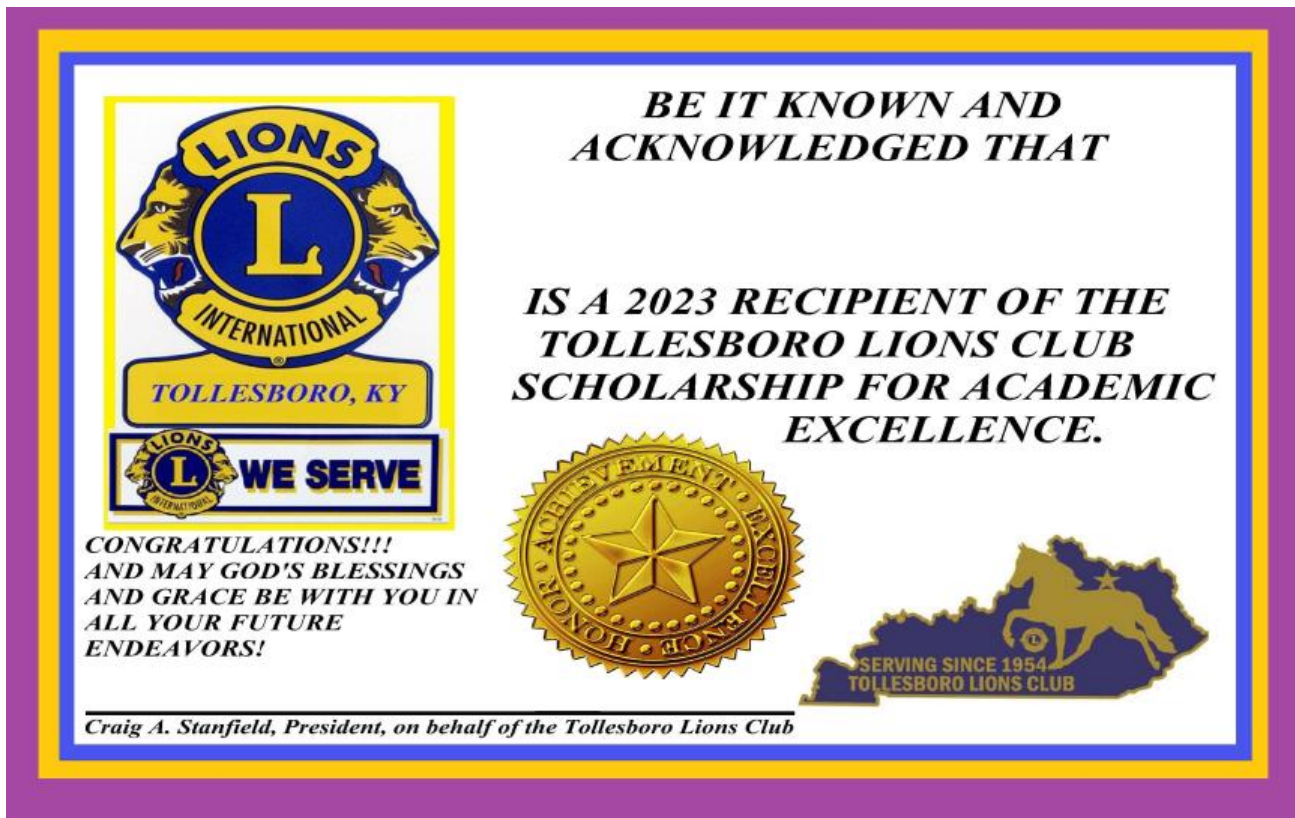 LIONS
L
INTERNATIONAL
®
TOLLESBORO, KY
LIONS
L
INTERNATIONAL
WE SERVE
BE IT KNOWN AND
ACKNOWLEDGED THAT
IS A 2023 RECIPIENT OF THE
TOLLESBORO LIONS CLUB
SCHOLARSHIP FOR ACADEMIC
EXCELLENCE.
CONGRATULATIONS!!!
AND MAY GOD'S BLESSINGS
AND GRACE BE WITH YOU IN
ALL YOUR FUTURE
ENDEAVORS!
HONOR • ACHIEVEMENT • EXCELLENCE •
SERVING SINCE 1954
TOLLESBORO LIONS CLUB
Craig A. Stanfield, President, on behalf of the Tollesboro Lions Club